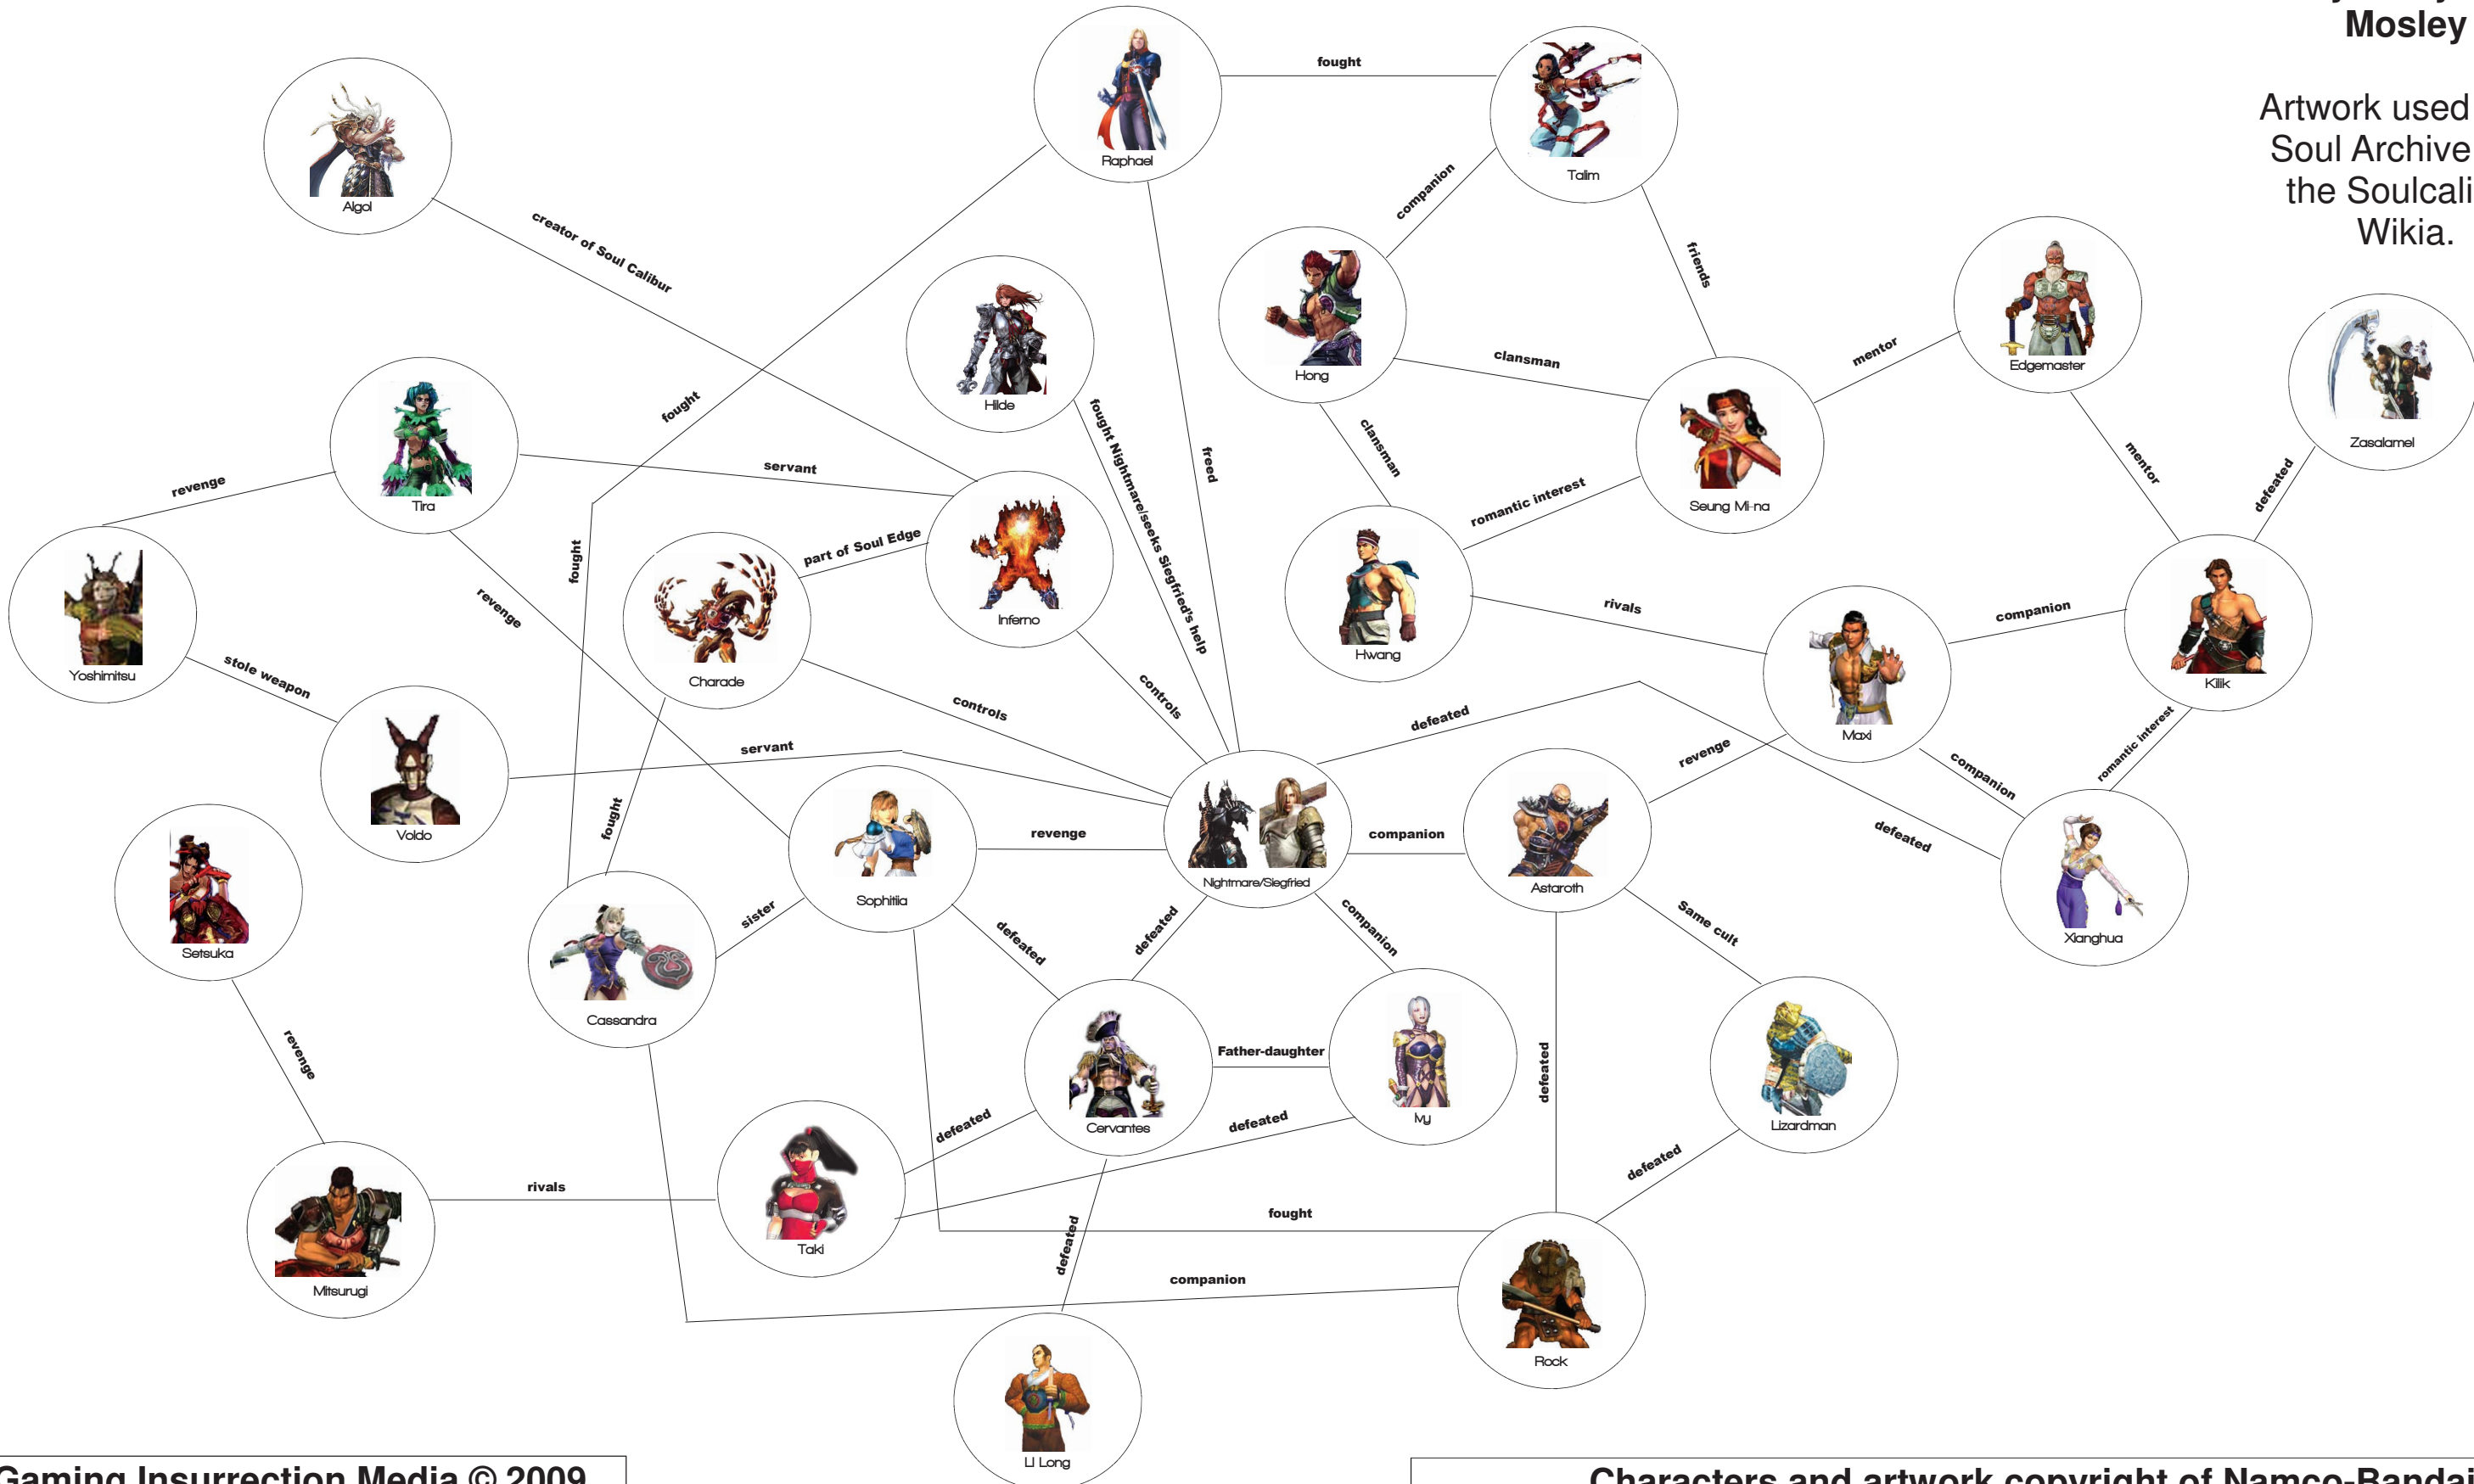 Mosley
Artwork used
Soul Archive
the Soulcali
Wikia.
Raphael
fought
Talim
Algol
creator of Soul Calibur
companion
friends
Hong
Hilde
Edgemaster
mentor
clansman
Zasalamel
fought
Tira
servant
revenge
fought Nightmare/seeks Siegfried's help
freed
clansman
romantic interest
Seung Mi-na
mentor
defeated
part of Soul Edge
Inferno
fought
Charade
Yoshimitsu
revenge
Hwang
rivals
companion
Kilik
Maxi
stole weapon
controls
controls
defeated
revenge
companion
romantic interest
servant
Voldo
fought
Sophitiia
revenge
Nightmare/Siegfried
companion
Astaroth
defeated
Xianghua
Setsuka
sister
defeated
defeated
companion
Same cult
Cassandra
revenge
Cervantes
Father-daughter
Ivy
defeated
Lizardman
defeated
defeated
defeated
Mitsurugi
rivals
Taki
fought
defeated
companion
Rock
Li Long
Gaming Insurrection Media © 2009
Characters and artwork copyright of Namco-Bandai